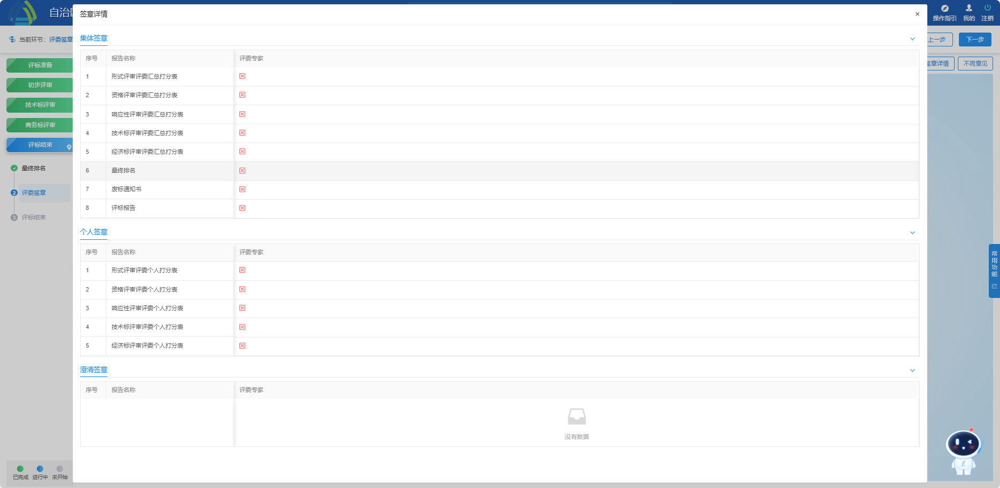 自治区
操作指引 我的 注销
当前环节：评委签章
上一步 下一步
签章详情 不同意见
评标准备
初步评审
技术标评审
商务标评审
评标结束
最终排名
2 评委签章
3 评标结束
已完成 进行中 未开始
签章详情
集体签章
序号 报告名称 评委专家
1 形式评审评委汇总打分表
2 资格评审评委汇总打分表
3 响应性评审评委汇总打分表
4 技术标评审评委汇总打分表
5 经济标评审评委汇总打分表
6 最终排名
7 废标通知书
8 评标报告
个人签章
序号 报告名称 评委专家
1 形式评审评委个人打分表
2 资格评审评委个人打分表
3 响应性评审评委个人打分表
4 技术标评审评委个人打分表
5 经济标评审评委个人打分表
澄清签章
序号 报告名称 评委专家
没有数据
常用功能
E